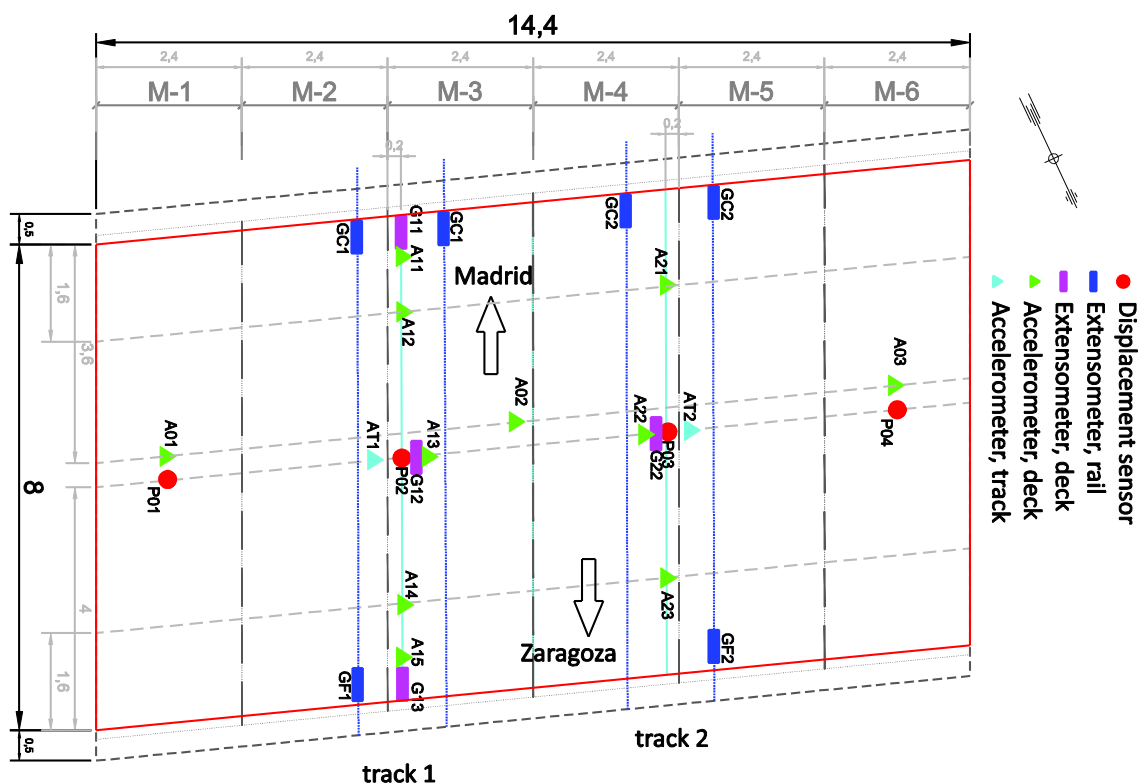 14,4
2,4
2,4
2,4
2,4
2,4
2,4
M-1
M-2
M-3
M-4
M-5
M-6
0,2
0,2
0,5
8
0,5
1,6
3,6
4
1,6
GC1
G11
GC1
GC2
GC2
A11
A12
A21
Madrid
A01
P01
AT1
P02
G12
A13
A02
A22
G22
P03
AT2
A03
P04
A14
A15
GF1
G13
A23
GF2
Zaragoza
track 1
track 2
Displacement sensor
Extensometer, rail
Extensometer, deck
Accelerometer, deck
Accelerometer, track